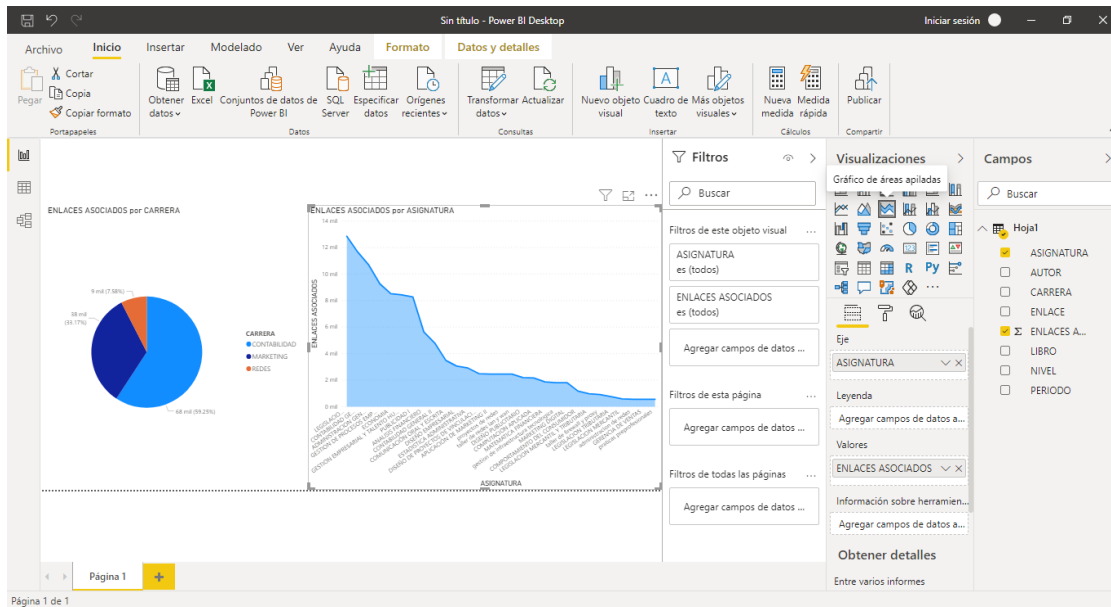 Sin título - Power BI Desktop
Iniciar sesión
Archivo Inicio Insertar Modelado Ver Ayuda Formato Datos y detalles
Pegar
Cortar
Copia
Copiar formato
Portapapeles
Obtener datos
Excel
Conjuntos de datos de Power BI
SQL Server
Especificar datos
Orígenes recientes
Datos
Transformar datos
Actualizar
Consultas
Nuevo objeto visual
Cuadro de texto
Más objetos visuales
Insertar
Nueva medida
Medida rápida
Cálculos
Publicar
Compartir
ENLACES ASOCIADOS por CARRERA
9 mil (7.58%)
38 mil
(33.17%)
68 mil (59.25%)
CARRERA
CONTABILIDAD
MARKETING
REDES
ENLACES ASOCIADOS por ASIGNATURA
14 mil
12 mil
10 mil
8 mil
6 mil
4 mil
2 mil
0 mil
ENLACES ASOCIADOS
ASIGNATURA
Filtros
Buscar
Filtros de este objeto visual
ASIGNATURA
es (todos)
ENLACES ASOCIADOS
es (todos)
Agregar campos de datos ...
Filtros de esta página
Agregar campos de datos ...
Filtros de todas las páginas
Agregar campos de datos ...
Visualizaciones
Gráfico de áreas apiladas
R Py
Eje
ASIGNATURA
Leyenda
Agregar campos de datos a...
Valores
ENLACES ASOCIADOS
Información sobre herramien...
Agregar campos de datos a...
Obtener detalles
Entre varios informes
Campos
Buscar
Hoja1
ASIGNATURA
AUTOR
CARRERA
ENLACE
Σ ENLACES A...
LIBRO
NIVEL
PERIODO
Página 1
Página 1 de 1